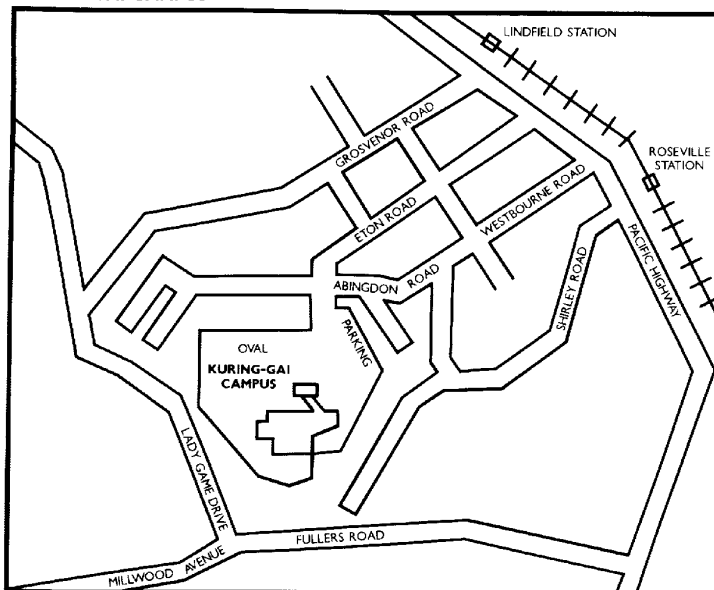 LINDFIELD STATION
ROSEVILLE
STATION
GROSVENOR ROAD
ETON ROAD
WESTBOURNE ROAD
PACIFIC HIGHWAY
ABINGDON ROAD
SHIRLEY ROAD
PARKING
OVAL
KURING-GAI
CAMPUS
LADY GAME DRIVE
FULLERS ROAD
MILLWOOD AVENUE